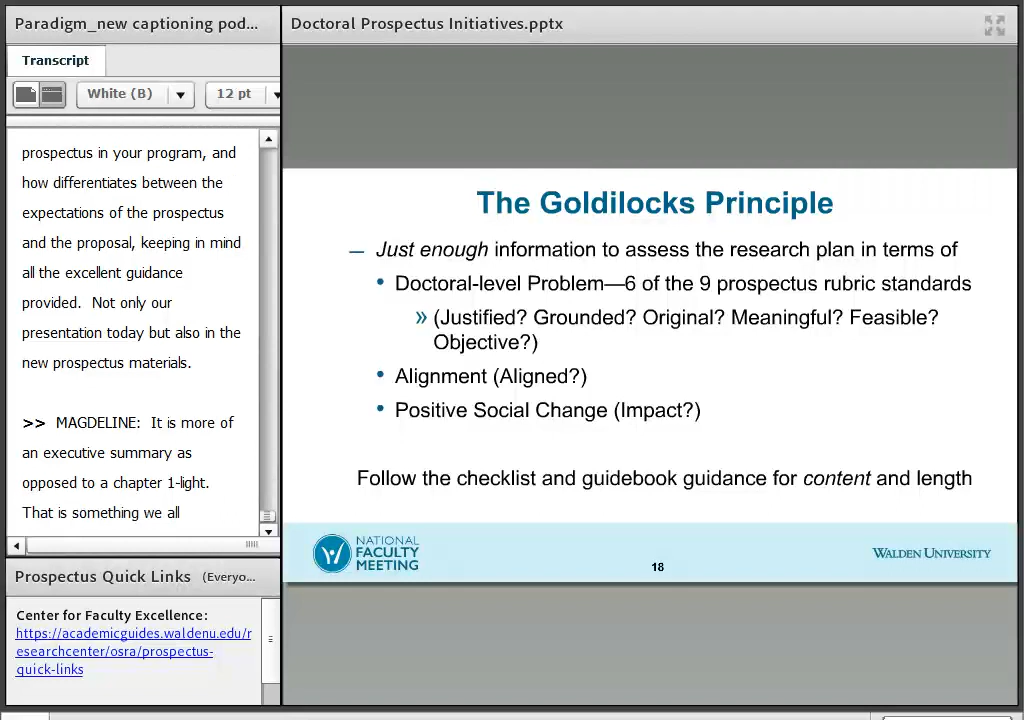 Paradigm_new captioning pod...
Transcript
White (B)
12 pt
prospectus in your program, and
how differentiates between the
expectations of the prospectus
and the proposal, keeping in mind
all the excellent guidance
provided.  Not only our
presentation today but also in the
new prospectus materials.
>>  MAGDELINE:  It is more of
an executive summary as
opposed to a chapter 1-light.
That is something we all
Prospectus Quick Links (Everyo...
Center for Faculty Excellence:
https://academicguides.waldenu.edu/r
esearchcenter/osra/prospectus-
quick-links
Doctoral Prospectus Initiatives.pptx
The Goldilocks Principle
– Just enough information to assess the research plan in terms of
• Doctoral-level Problem—6 of the 9 prospectus rubric standards
» (Justified? Grounded? Original? Meaningful? Feasible?
Objective?)
• Alignment (Aligned?)
• Positive Social Change (Impact?)
Follow the checklist and guidebook guidance for content and length
NATIONAL
FACULTY
MEETING
18
WALDEN UNIVERSITY